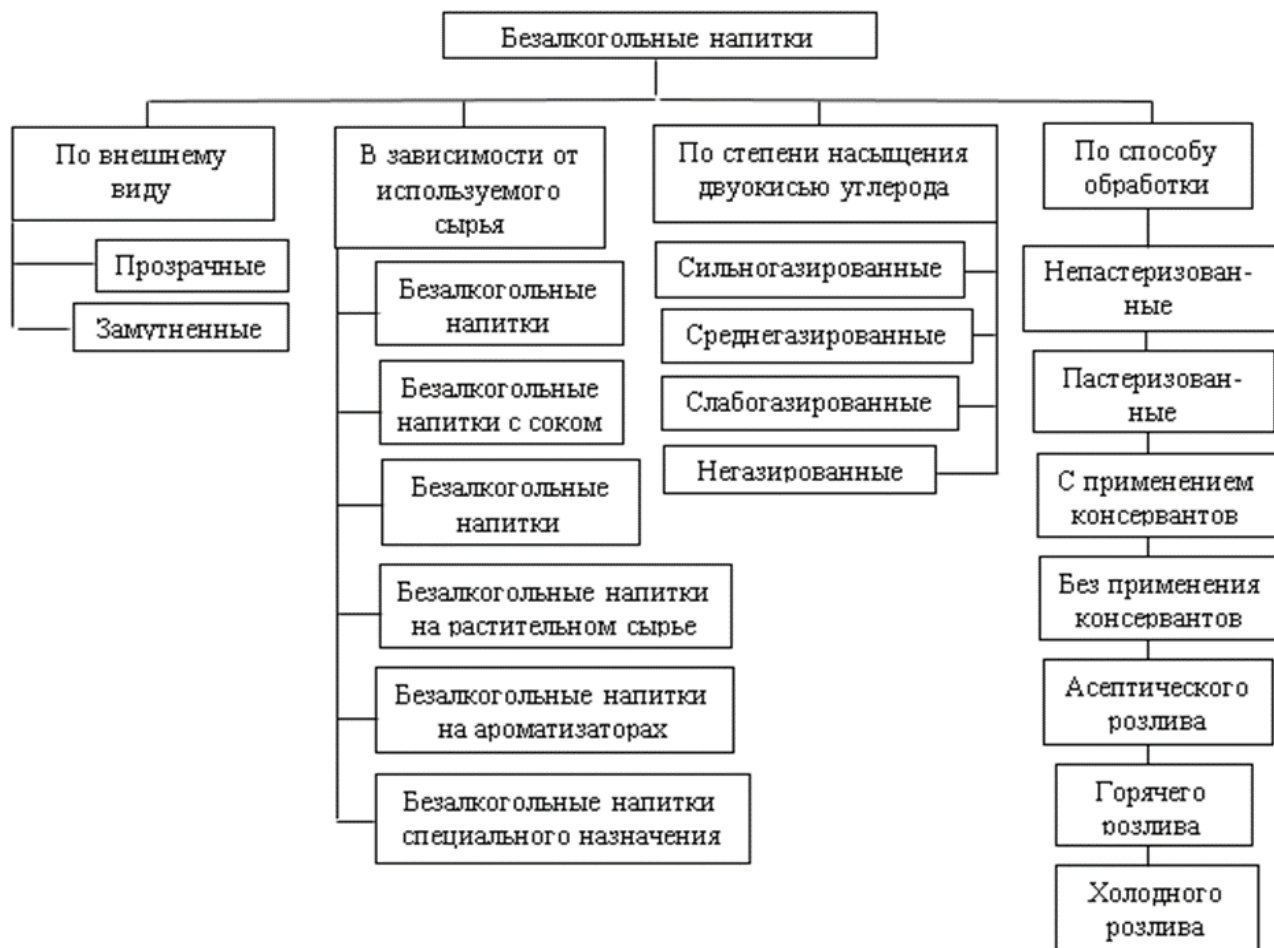 Безалкогольные напитки
По внешнему
виду
Прозрачные
Замутненные
В зависимости от
используемого
сырья
Безалкогольные
напитки
Безалкогольные
напитки с соком
Безалкогольные
напитки
Безалкогольные напитки
на растительном сырье
Безалкогольные напитки
на ароматизаторах
Безалкогольные напитки
специального назначения
По степени насыщения
двуокисью углерода
Сильногазированные
Среднегазированные
Слабогазированные
Негазированные
По способу
обработки
Непастеризован-
ные
Пастеризован-
ные
С применением
консервантов
Без применения
консервантов
Асептического
розлива
Горячего
розлива
Холодного
розлива